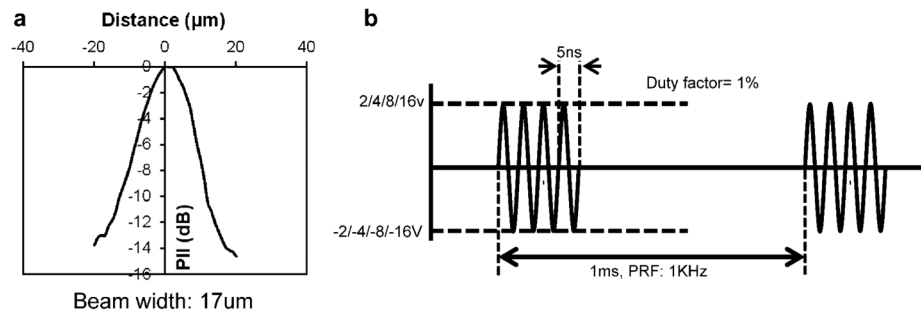 a
Distance (µm)
-40 -20 0 20 40
0
-2
-4
-6
-8
-10
-12
-14
-16
PII (dB)
Beam width: 17um
b
5ns
Duty factor= 1%
2/4/8/16v
-2/-4/-8/-16V
1ms, PRF: 1KHz